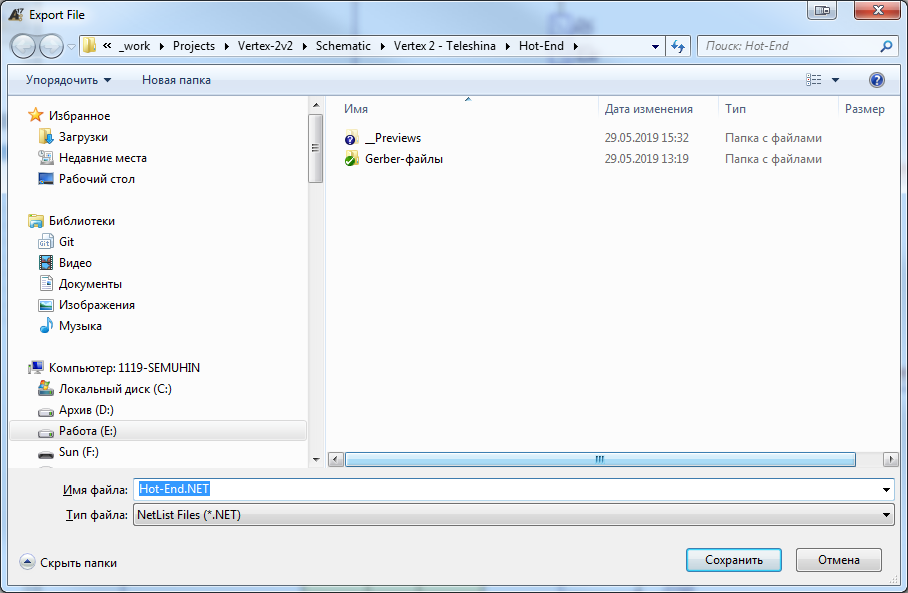 Export File
« _work ▸ Projects ▸ Vertex-2v2 ▸ Schematic ▸ Vertex 2 - Teleshina ▸ Hot-End ▸
Поиск: Hot-End
Упорядочить ▾ Новая папка
Избранное
Загрузки
Недавние места
Рабочий стол
Библиотеки
Git
Видео
Документы
Изображения
Музыка
Компьютер: 1119-SEMUHIN
Локальный диск (C:)
Архив (D:)
Работа (E:)
Sun (F:)
Имя Дата изменения Тип Размер
__Previews 29.05.2019 15:32 Папка с файлами
Gerber-файлы 29.05.2019 13:19 Папка с файлами
Имя файла: Hot-End.NET
Тип файла: NetList Files (*.NET)
Скрыть папки
Сохранить Отмена